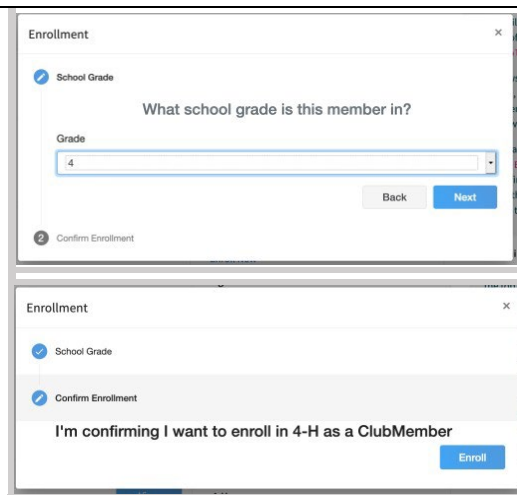 Enrollment ×
School Grade
What school grade is this member in?
Grade
4
Back Next
2 Confirm Enrollment
Enrollment ×
School Grade
Confirm Enrollment
I'm confirming I want to enroll in 4-H as a ClubMember
Enroll